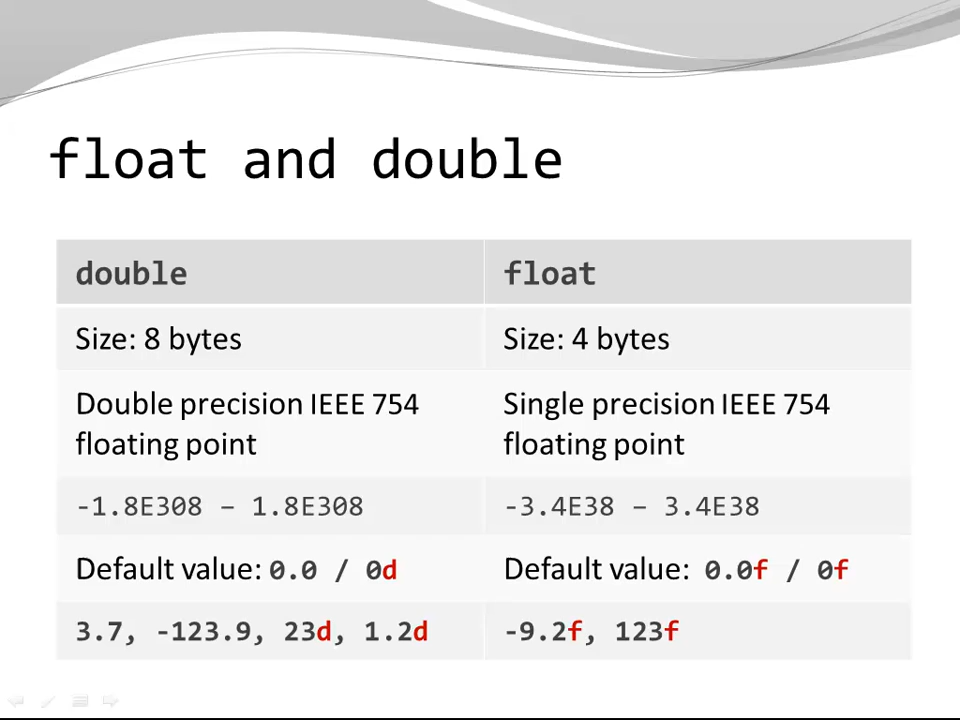 float and double
double
float
Size: 8 bytes
Size: 4 bytes
Double precision IEEE 754
floating point
Single precision IEEE 754
floating point
-1.8E308 – 1.8E308
-3.4E38 – 3.4E38
Default value: 0.0 / 0d
Default value: 0.0f / 0f
3.7, -123.9, 23d, 1.2d
-9.2f, 123f